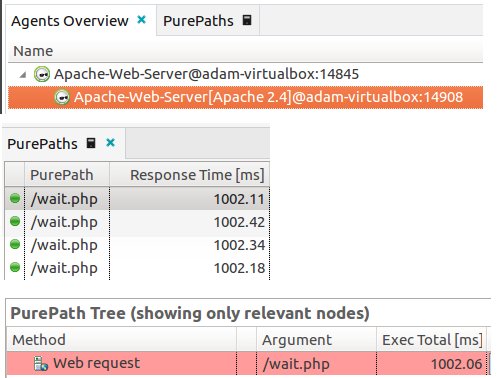 Agents Overview PurePaths
Name
Apache-Web-Server@adam-virtualbox:14845
Apache-Web-Server[Apache 2.4]@adam-virtualbox:14908
PurePaths
PurePath Response Time [ms]
/wait.php 1002.11
/wait.php 1002.42
/wait.php 1002.34
/wait.php 1002.18
PurePath Tree (showing only relevant nodes)
Method Argument Exec Total [ms]
Web request /wait.php 1002.06